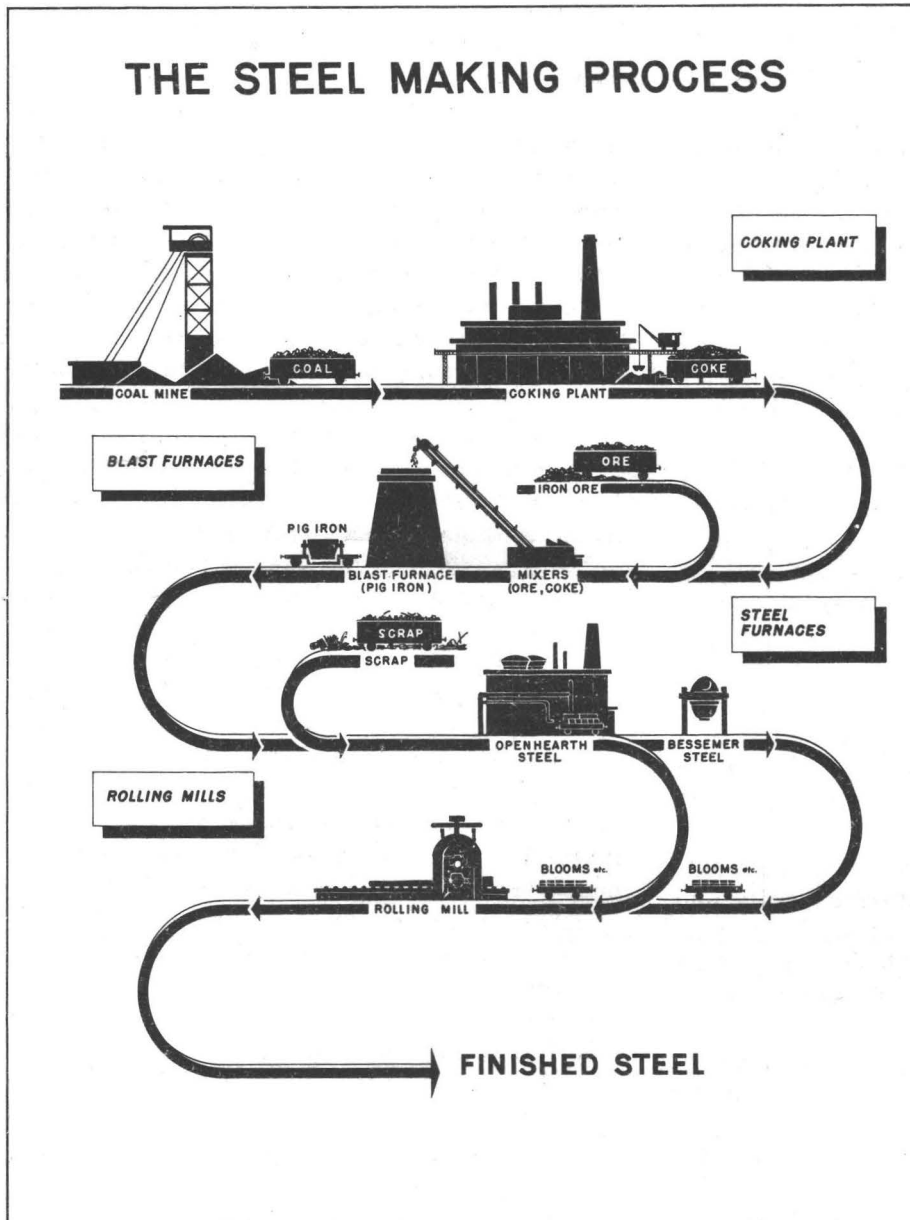 THE STEEL MAKING PROCESS
COKING PLANT
COAL
COKE
COAL MINE
COKING PLANT
BLAST FURNACES
ORE
IRON ORE
PIG IRON
BLAST FURNACE
(PIG IRON)
MIXERS
(ORE, COKE)
STEEL
FURNACES
SCRAP
SCRAP
OPENHEARTH
STEEL
BESSEMER
STEEL
ROLLING MILLS
BLOOMS etc.
BLOOMS etc.
ROLLING MILL
FINISHED STEEL